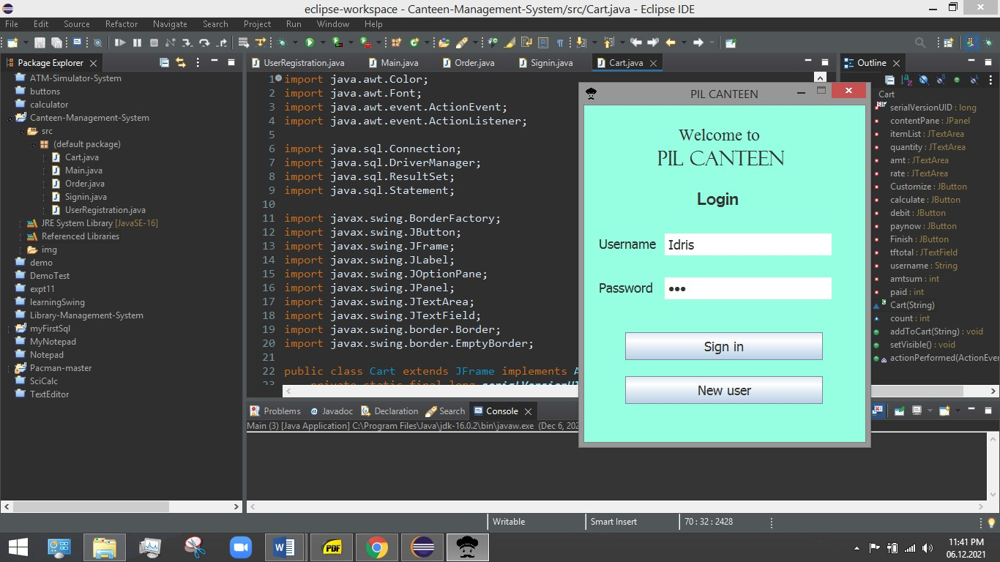 eclipse-workspace - Canteen-Management-System/src/Cart.java - Eclipse IDE
File Edit Source Refactor Navigate Search Project Run Window Help
Package Explorer
ATM-Simulator-System
buttons
calculator
Canteen-Management-System
src
(default package)
Cart.java
Main.java
Order.java
Signin.java
UserRegistration.java
JRE System Library [JavaSE-16]
Referenced Libraries
img
demo
DemoTest
expt11
learningSwing
Library-Management-System
myFirstSql
MyNotepad
Notepad
Pacman-master
SciCalc
TextEditor
UserRegistration.java Main.java Order.java Signin.java Cart.java
1 import java.awt.Color;
2 import java.awt.Font;
3 import java.awt.event.ActionEvent;
4 import java.awt.event.ActionListener;
5
6 import java.sql.Connection;
7 import java.sql.DriverManager;
8 import java.sql.ResultSet;
9 import java.sql.Statement;
10
11 import javax.swing.BorderFactory;
12 import javax.swing.JButton;
13 import javax.swing.JFrame;
14 import javax.swing.JLabel;
15 import javax.swing.JOptionPane;
16 import javax.swing.JPanel;
17 import javax.swing.JTextArea;
18 import javax.swing.JTextField;
19 import javax.swing.border.Border;
20 import javax.swing.border.EmptyBorder;
21
22 public class Cart extends JFrame implements A
23 private static final long
PIL CANTEEN
Welcome to
PIL CANTEEN
Login
Username Idris
Password •••
Sign in
New user
Outline
Cart
serialVersionUID : long
contentPane : JPanel
itemList : JTextArea
quantity : JTextArea
amt : JTextArea
rate : JTextArea
Customize : JButton
calculate : JButton
debit : JButton
paynow : JButton
Finish : JButton
tftotal : JTextField
username : String
amtsum : int
paid : int
Cart(String)
count : int
addToCart(String) : void
setVisible() : void
actionPerformed(ActionEver
Problems Javadoc Declaration Search Console
Main (3) [Java Application] C:\Program Files\Java\jdk-16.0.2\bin\javaw.exe (Dec 6, 202
Writable Smart Insert 70 : 32 : 2428
PDF
11:41 PM
06.12.2021